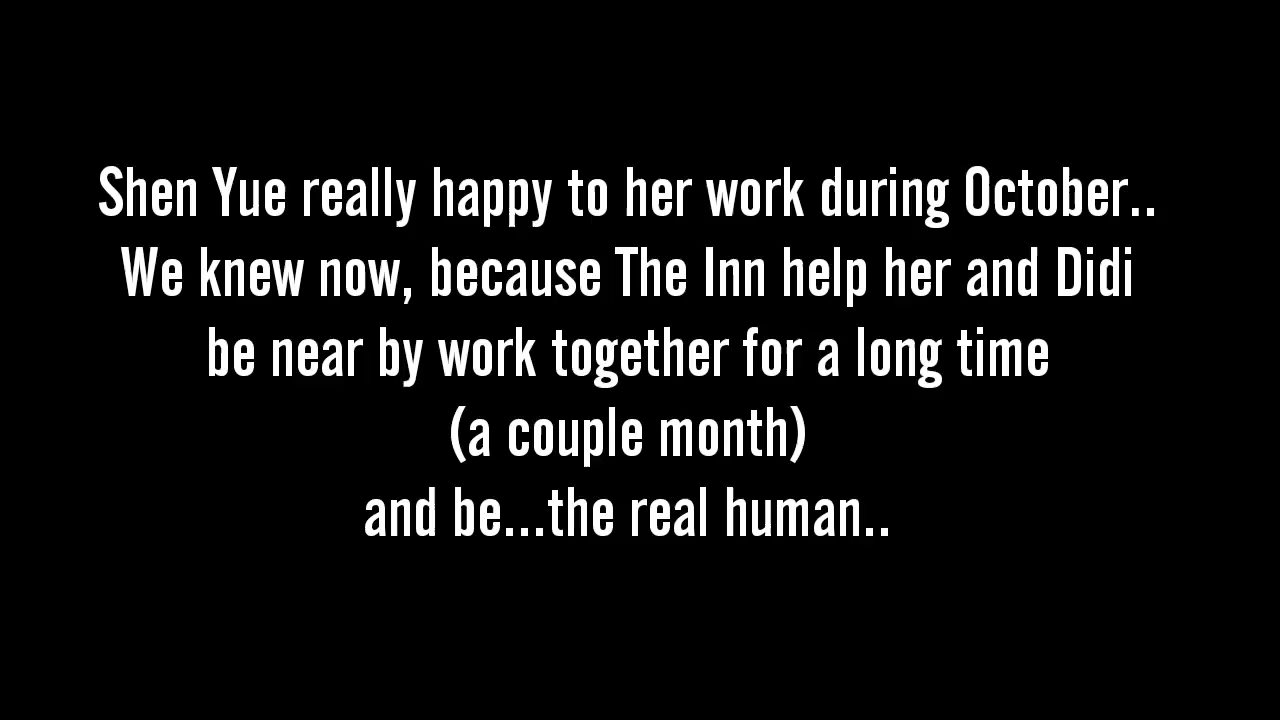 Shen Yue really happy to her work during October..
We knew now, because The Inn help her and Didi
be near by work together for a long time
(a couple month)
and be...the real human..